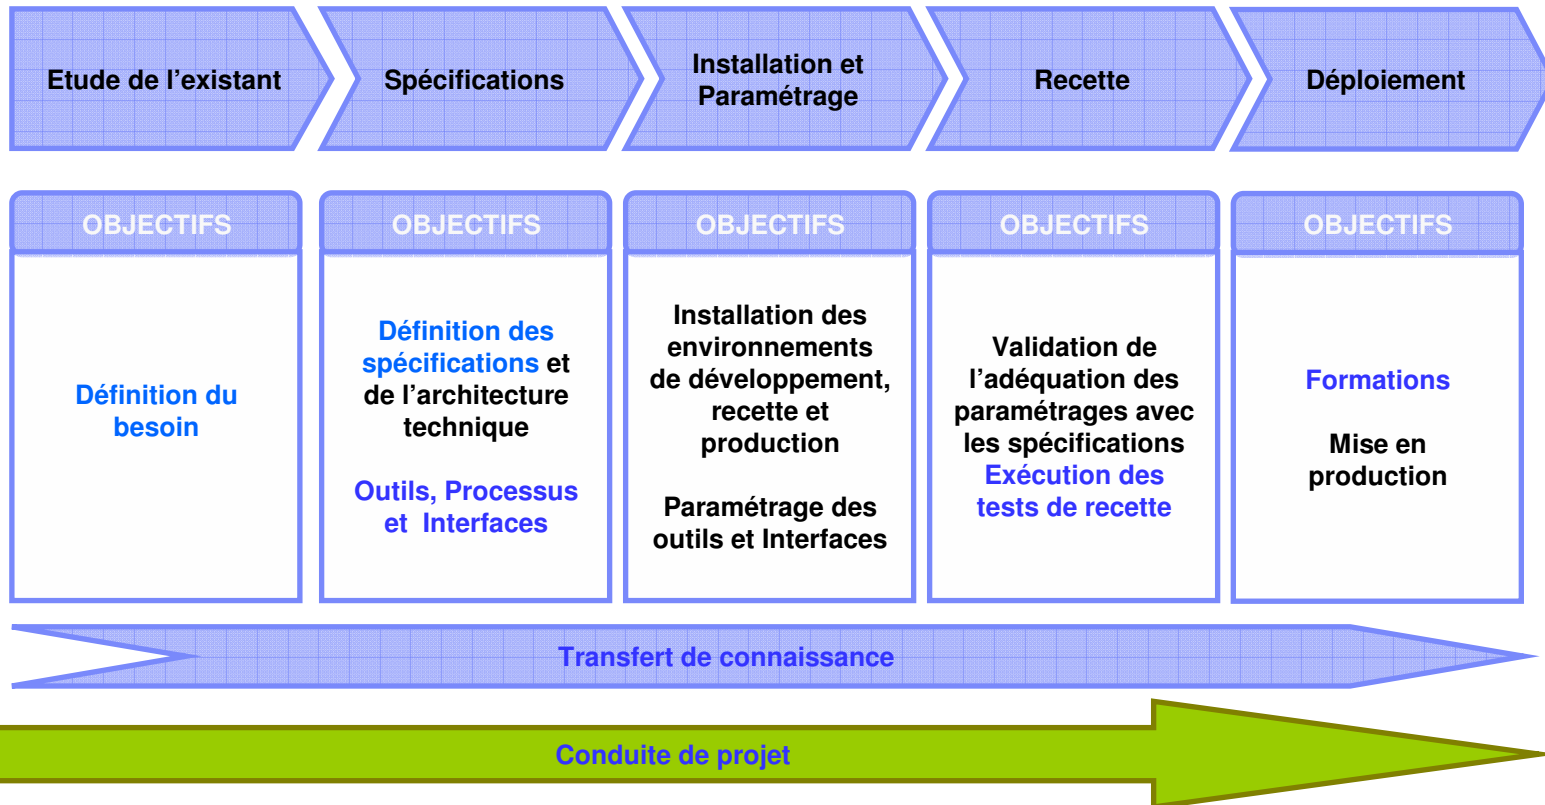 Etude de l'existant
Spécifications
Installation et
Paramétrage
Recette
Déploiement
OBJECTIFS
OBJECTIFS
OBJECTIFS
OBJECTIFS
OBJECTIFS
Définition du
besoin
Définition des
spécifications et
de l'architecture
technique
Outils, Processus
et Interfaces
Installation des
environnements
de développement,
recette et
production
Paramétrage des
outils et Interfaces
Validation de
l'adéquation des
paramétrages avec
les spécifications
Exécution des
tests de recette
Formations
Mise en
production
Transfert de connaissance
Conduite de projet